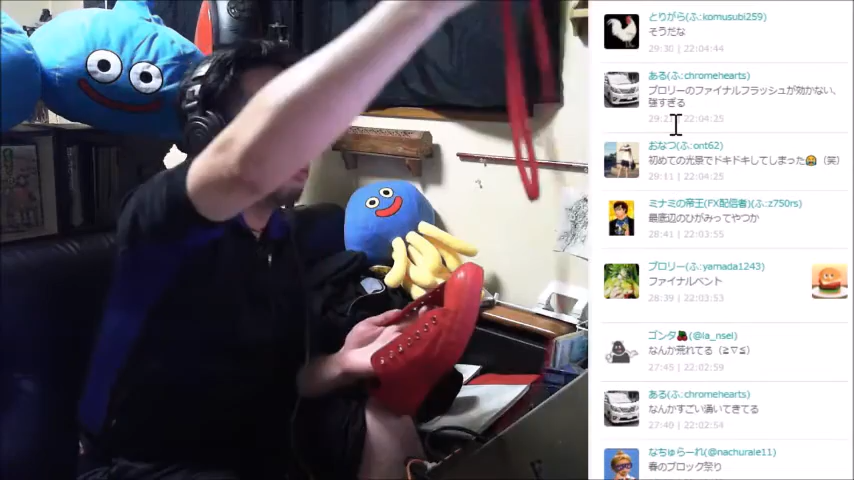 とりがら(ふ:komusubi259)
そうだな
29:30 | 22:04:44
ある(ふ:chromehearts)
ブロリーのファイナルフラッシュが効かない、
強すぎる
22:04:25
おなつ(ふ:ont62)
初めての光景でドキドキしてしまった😫（笑）
29:11 | 22:04:25
ミナミの帝王(FX配信者)(ふ:z750rs)
最底辺のひがみってやつか
28:41 | 22:03:55
ブロリー(ふ:yamada1243)
ファイナルベント
28:39 | 22:03:53
ゴンタ🍒(@la_nsei)
なんか荒れてる（≧▽≦）
27:45 | 22:02:59
ある(ふ:chromehearts)
なんかすごい湧いてきてる
27:40 | 22:02:54
なちゅらーれ(@nachurale11)
春のブロック祭り